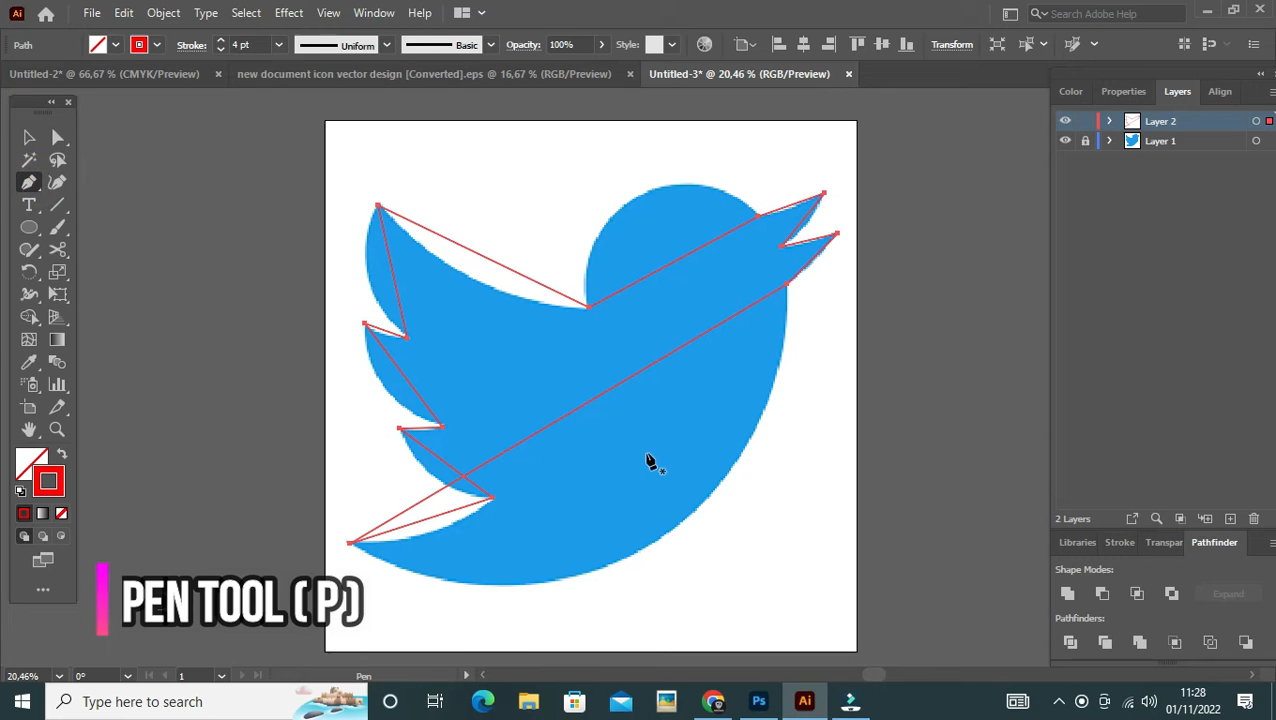 Ai File Edit Object Type Select Effect View Window Help Search Adobe Help
Path Stroke: 4 pt Uniform Basic Opacity: 100% Style: Transform
Untitled-2* @ 66,67 % (CMYK/Preview) × new document icon vector design [Converted].eps @ 16,67 % (RGB/Preview) × Untitled-3* @ 20,46 % (RGB/Preview) ×
Color Properties Layers Align
Layer 2
Layer 1
2 Layers
Libraries Stroke Transpar Pathfinder
Shape Modes:
Expand
Pathfinders:
PEN TOOL (P)
20,46% 0° 1 Pen
Type here to search Ps Ai 11:28
01/11/2022